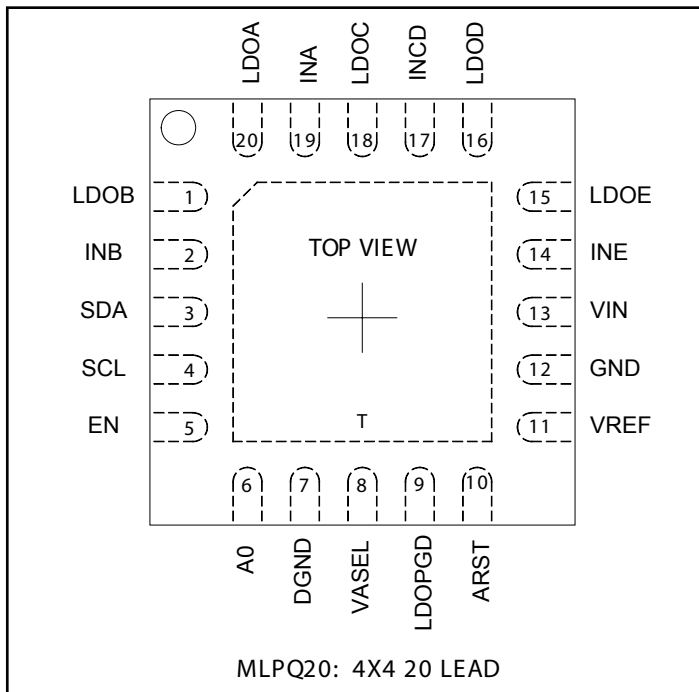 LDOA INA LDOC INCD LDOD
20 19 18 17 16
LDOB 1 15 LDOE
INB 2 TOP VIEW 14 INE
SDA 3 13 VIN
SCL 4 12 GND
EN 5 T 11 VREF
6 7 8 9 10
A0 DGND VASEL LDOPGD ARST
MLPQ20: 4X4 20 LEAD